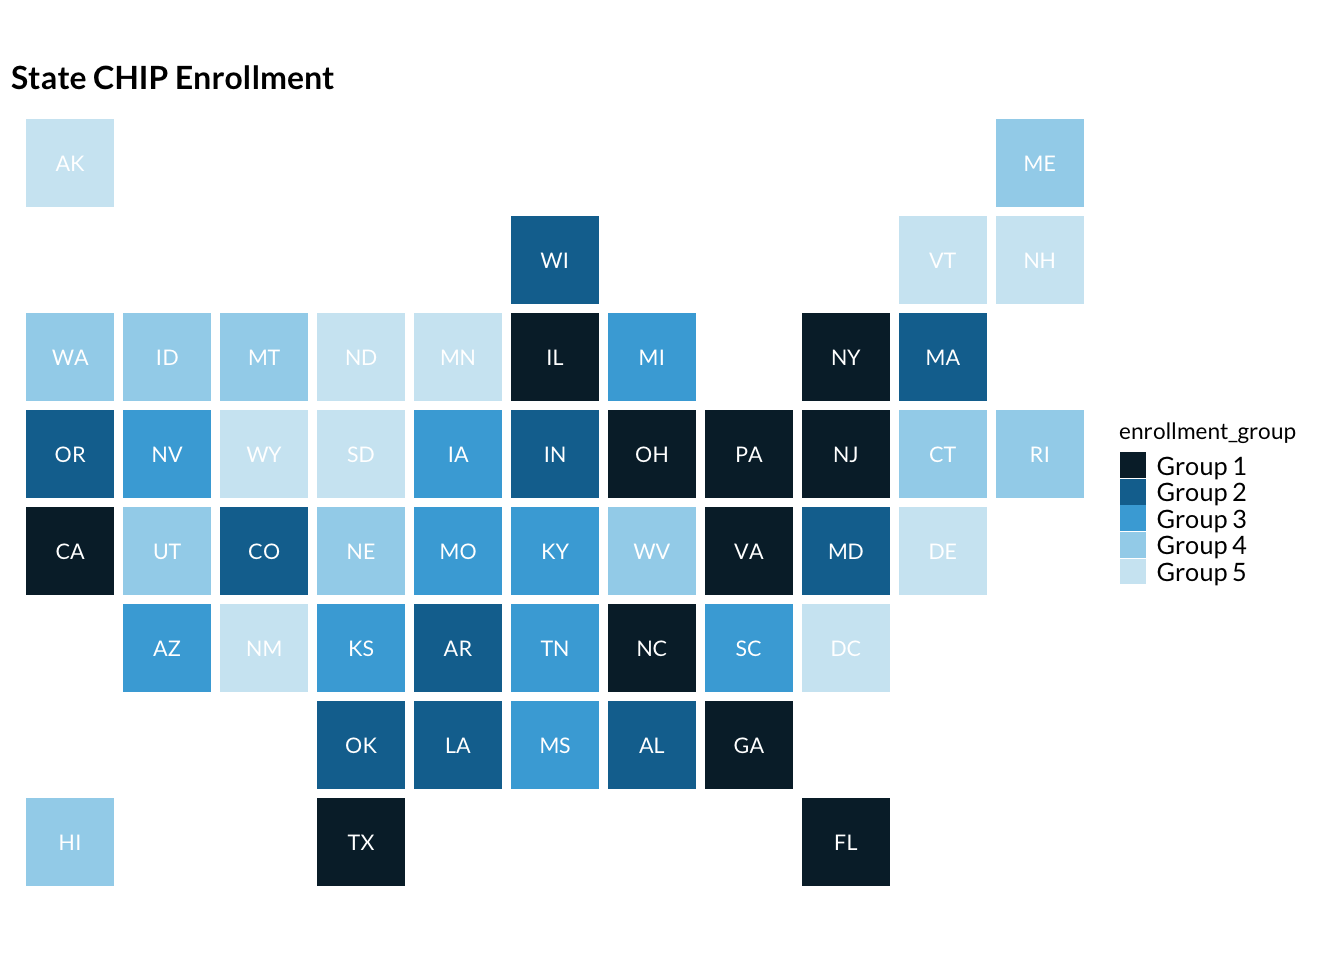 State CHIP Enrollment
AK ME
WI VT NH
WA ID MT ND MN IL MI NY MA
OR NV WY SD IA IN OH PA NJ CT RI
CA UT CO NE MO KY WV VA MD DE
AZ NM KS AR TN NC SC DC
OK LA MS AL GA
HI TX FL
enrollment_group
Group 1
Group 2
Group 3
Group 4
Group 5